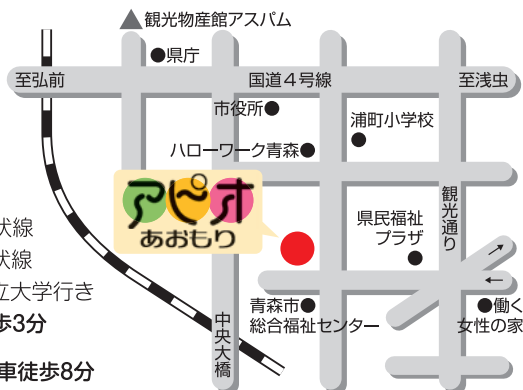 観光物産館アスパム
県庁
至弘前
国道4号線
至浅虫
市役所
浦町小学校
ハローワーク青森
アピオ
あおもり
観光通り
県民福祉
プラザ
状線
状線
立大学行き
歩3分
車徒歩8分
中央大橋
青森市
総合福祉センター
働く
女性の家